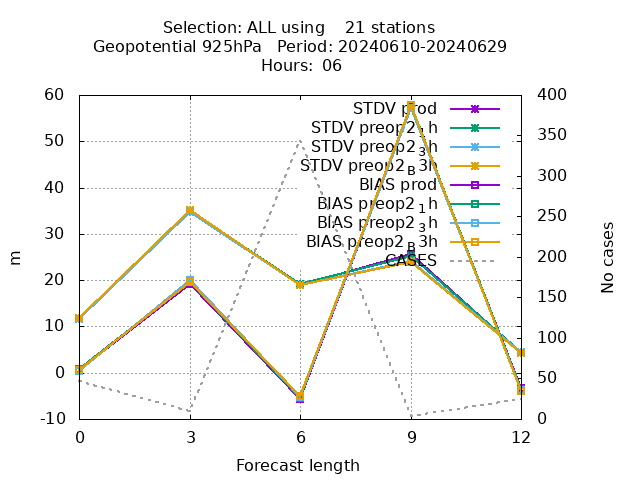 Selection: ALL using    21 stations
Geopotential 925hPa   Period: 20240610-20240629
Hours: 06
STDV prod
STDV preop2_1h
STDV preop2_3h
STDV preop2_B3h
BIAS prod
BIAS preop2_1h
BIAS preop2_3h
BIAS preop2_B3h
CASES
60
50
40
30
20
10
0
-10
400
350
300
250
200
150
100
50
0
m
No cases
0 3 6 9 12
Forecast length